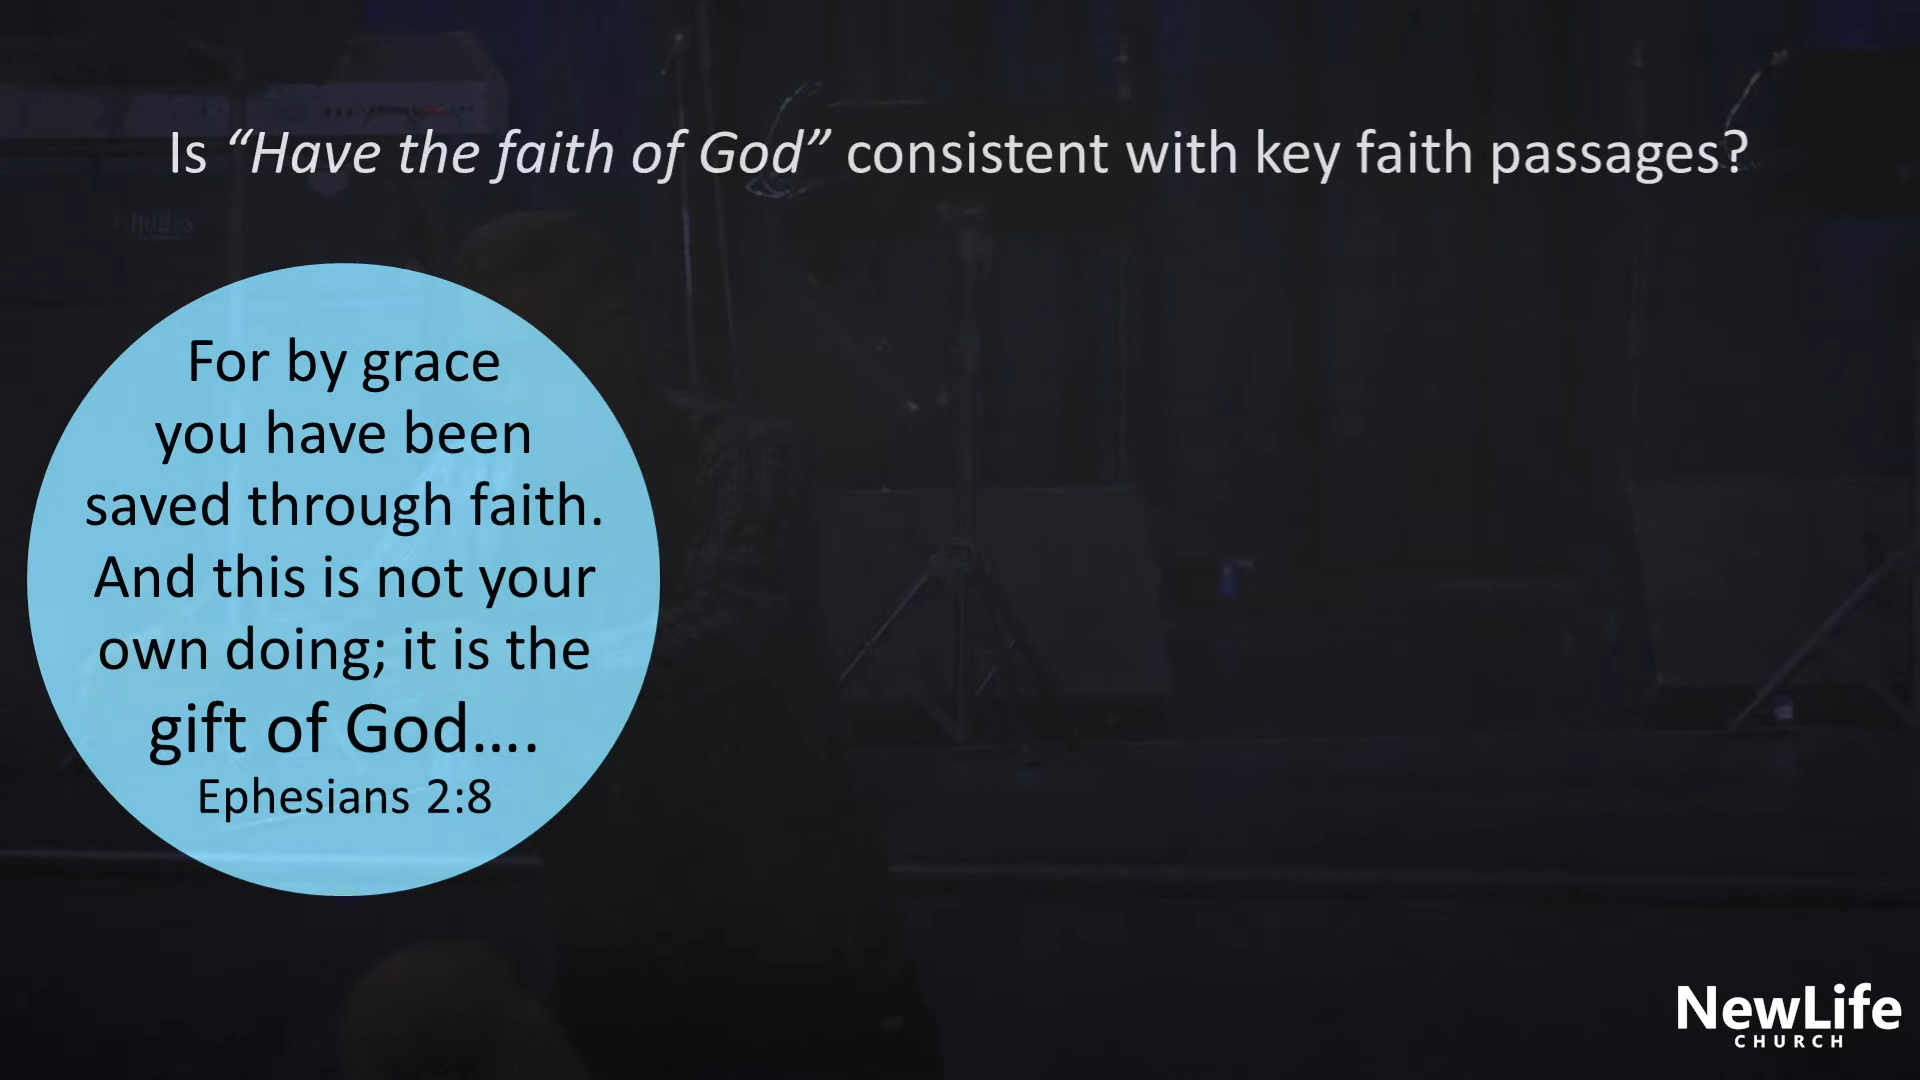 Is “Have the faith of God” consistent with key faith passages?
Rhodes
For by grace
you have been
saved through faith.
And this is not your
own doing; it is the
gift of God….
Ephesians 2:8
NewLife
CHURCH